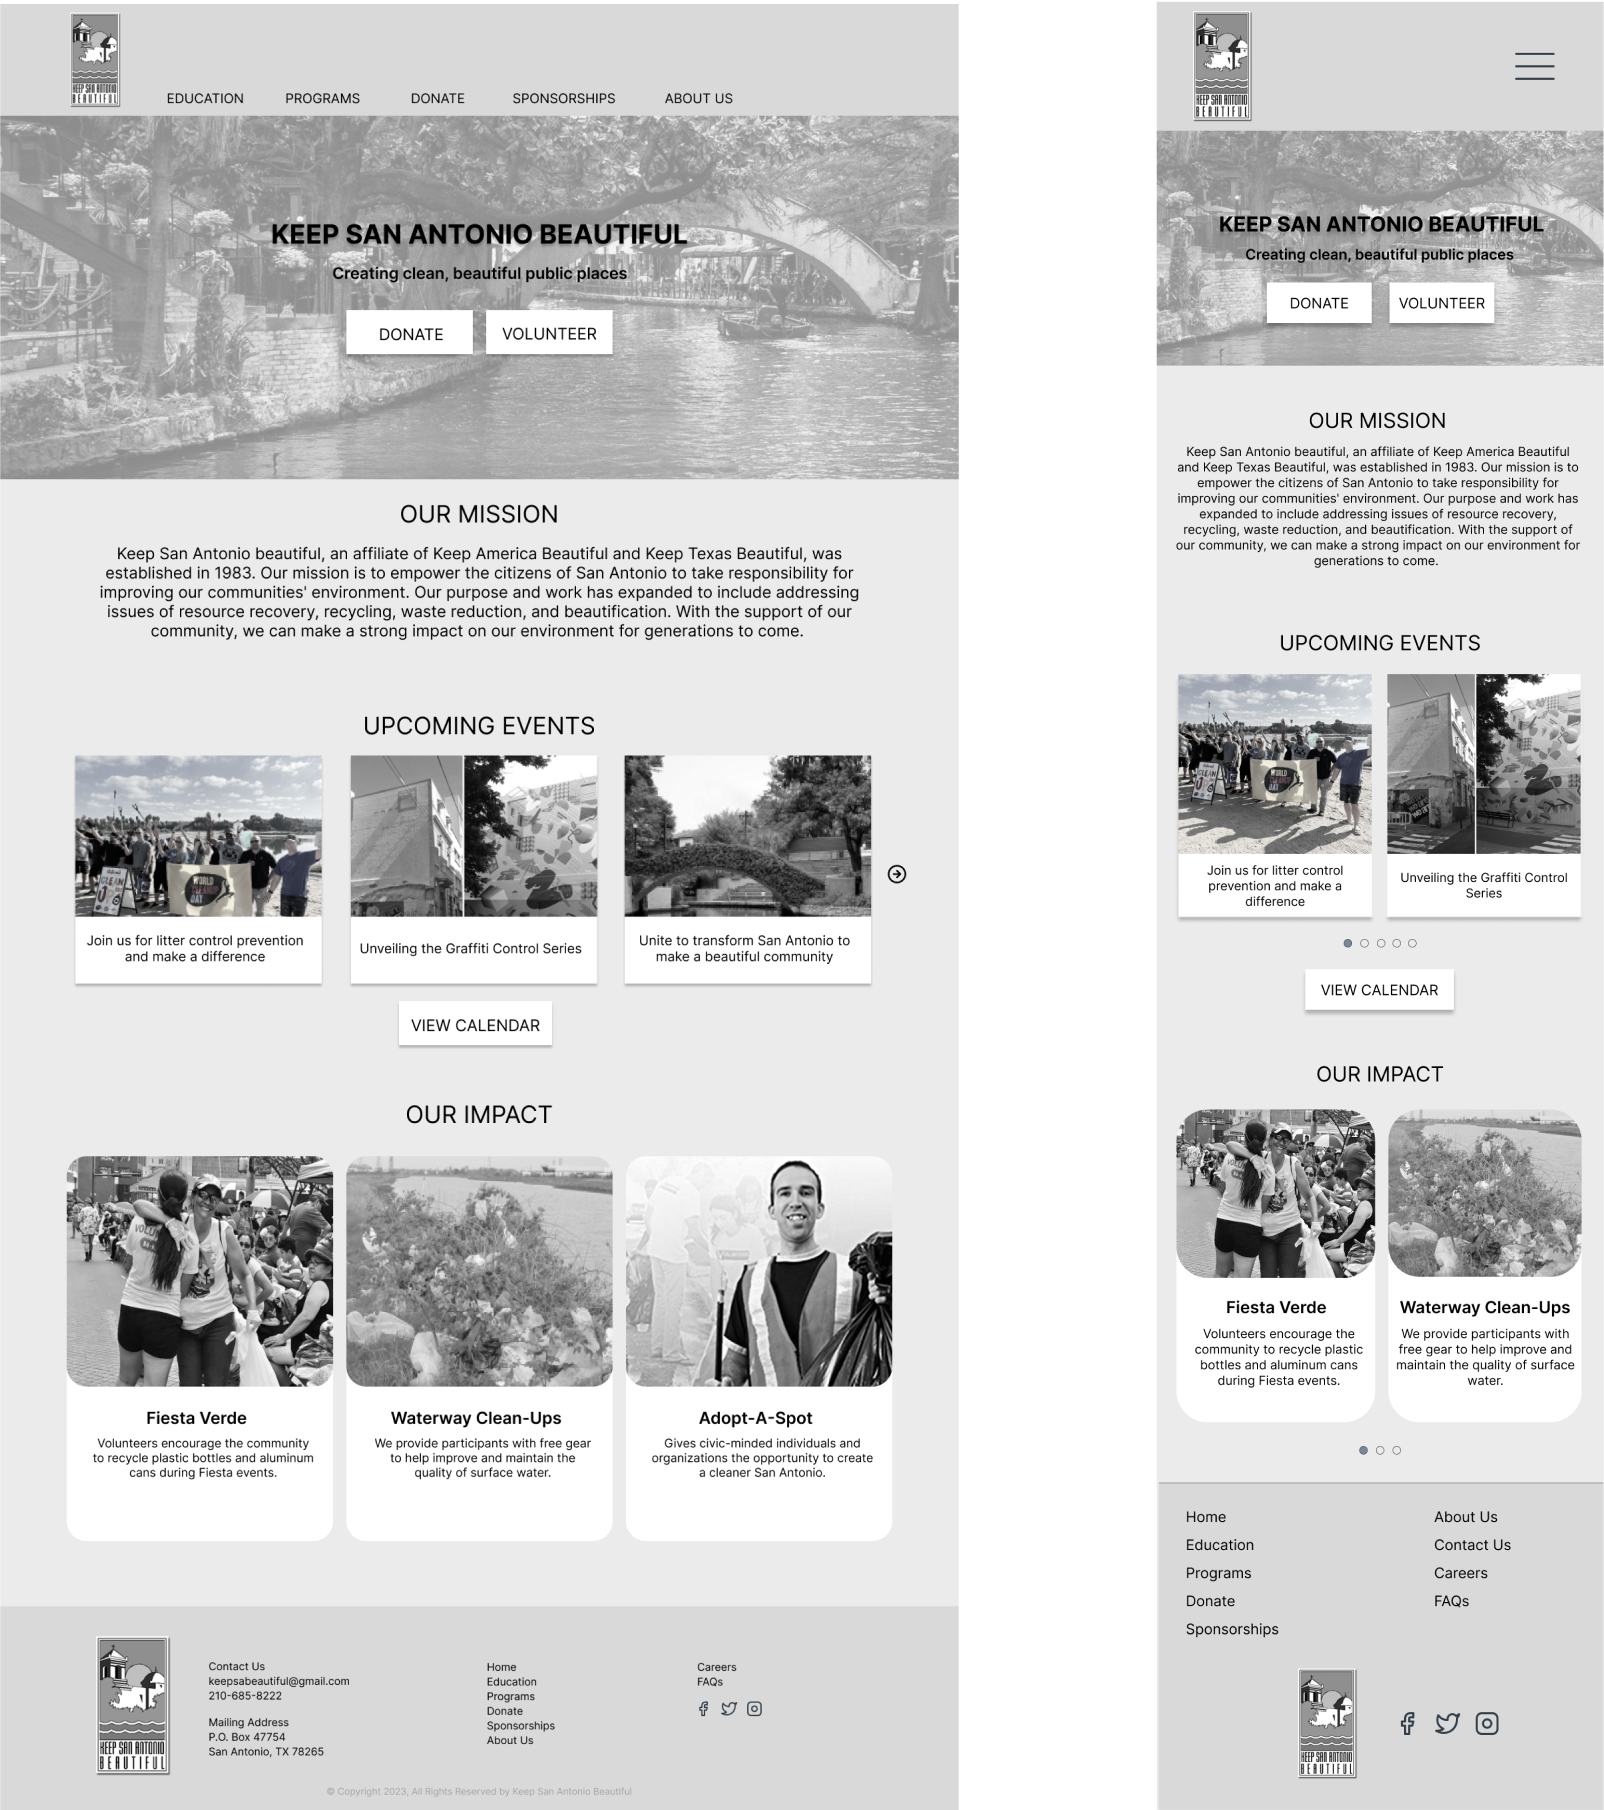 KEEP SAN ANTONIO
BEAUTIFUL
EDUCATION PROGRAMS DONATE SPONSORSHIPS ABOUT US
KEEP SAN ANTONIO BEAUTIFUL
Creating clean, beautiful public places
DONATE VOLUNTEER
OUR MISSION
Keep San Antonio beautiful, an affiliate of Keep America Beautiful and Keep Texas Beautiful, was
established in 1983. Our mission is to empower the citizens of San Antonio to take responsibility for
improving our communities' environment. Our purpose and work has expanded to include addressing
issues of resource recovery, recycling, waste reduction, and beautification. With the support of our
community, we can make a strong impact on our environment for generations to come.
UPCOMING EVENTS
CLEAN
WORLD
DAY
Join us for litter control prevention
and make a difference
Unveiling the Graffiti Control Series
Unite to transform San Antonio to
make a beautiful community
VIEW CALENDAR
OUR IMPACT
Fiesta Verde
Volunteers encourage the community
to recycle plastic bottles and aluminum
cans during Fiesta events.
Waterway Clean-Ups
We provide participants with free gear
to help improve and maintain the
quality of surface water.
Adopt-A-Spot
Gives civic-minded individuals and
organizations the opportunity to create
a cleaner San Antonio.
KEEP SAN ANTONIO
BEAUTIFUL
Contact Us
keepsabeautiful@gmail.com
210-685-8222
Mailing Address
P.O. Box 47754
San Antonio, TX 78265
Home
Education
Programs
Donate
Sponsorships
About Us
Careers
FAQs
© Copyright 2023, All Rights Reserved by Keep San Antonio Beautiful
KEEP SAN ANTONIO
BEAUTIFUL
KEEP SAN ANTONIO BEAUTIFUL
Creating clean, beautiful public places
DONATE VOLUNTEER
OUR MISSION
Keep San Antonio beautiful, an affiliate of Keep America Beautiful
and Keep Texas Beautiful, was established in 1983. Our mission is to
empower the citizens of San Antonio to take responsibility for
improving our communities' environment. Our purpose and work has
expanded to include addressing issues of resource recovery,
recycling, waste reduction, and beautification. With the support of
our community, we can make a strong impact on our environment for
generations to come.
UPCOMING EVENTS
CLEAN
WORLD
DAY
Join us for litter control
prevention and make a
difference
Unveiling the Graffiti Control
Series
VIEW CALENDAR
OUR IMPACT
Fiesta Verde
Volunteers encourage the
community to recycle plastic
bottles and aluminum cans
during Fiesta events.
Waterway Clean-Ups
We provide participants with
free gear to help improve and
maintain the quality of surface
water.
Home
Education
Programs
Donate
Sponsorships
About Us
Contact Us
Careers
FAQs
KEEP SAN ANTONIO
BEAUTIFUL